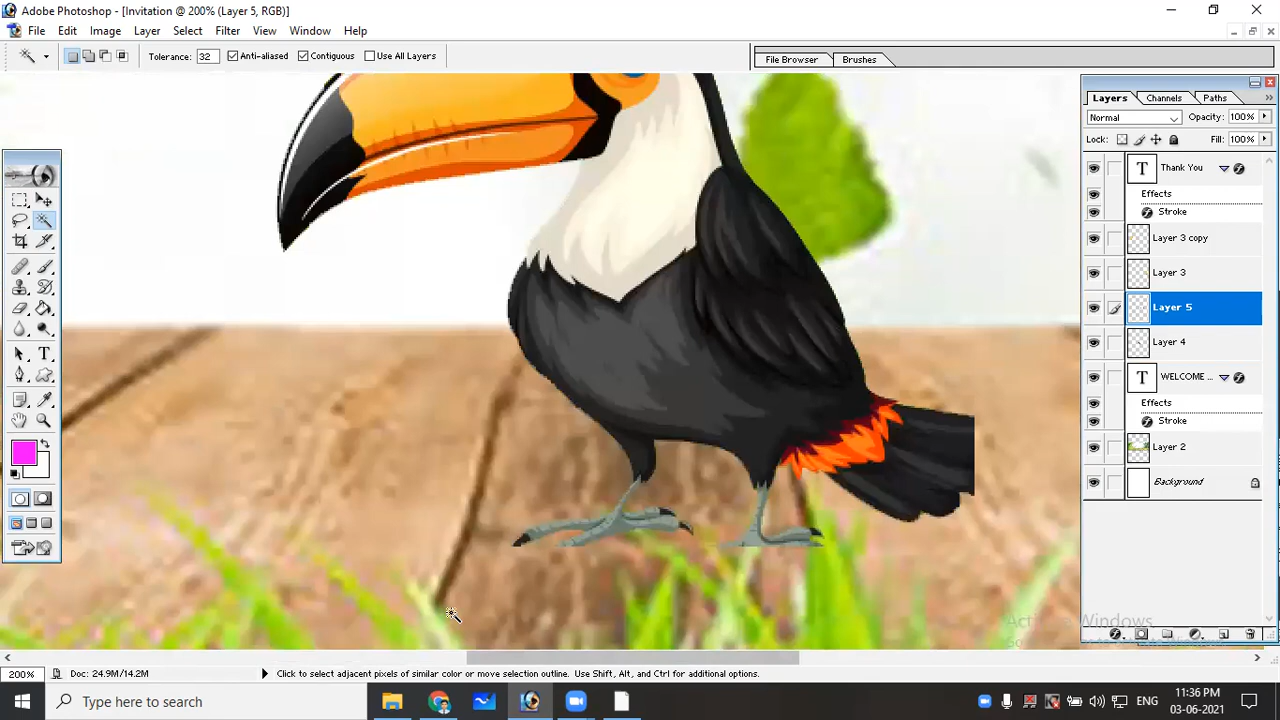 Adobe Photoshop - [Invitation @ 200% (Layer 5, RGB)]
File Edit Image Layer Select Filter View Window Help
Tolerance: 32 Anti-aliased Contiguous Use All Layers
File Browser Brushes
Layers Channels Paths
Normal Opacity: 100%
Lock: Fill: 100%
T Thank You
Effects
Stroke
Layer 3 copy
Layer 3
Layer 5
Layer 4
T WELCOME ...
Effects
Stroke
Layer 2
Background
Activate Windows
200% Doc: 24.9M/14.2M Click to select adjacent pixels of similar color or move selection outline. Use Shift, Alt, and Ctrl for additional options.
Type here to search
ENG
11:36 PM
03-06-2021